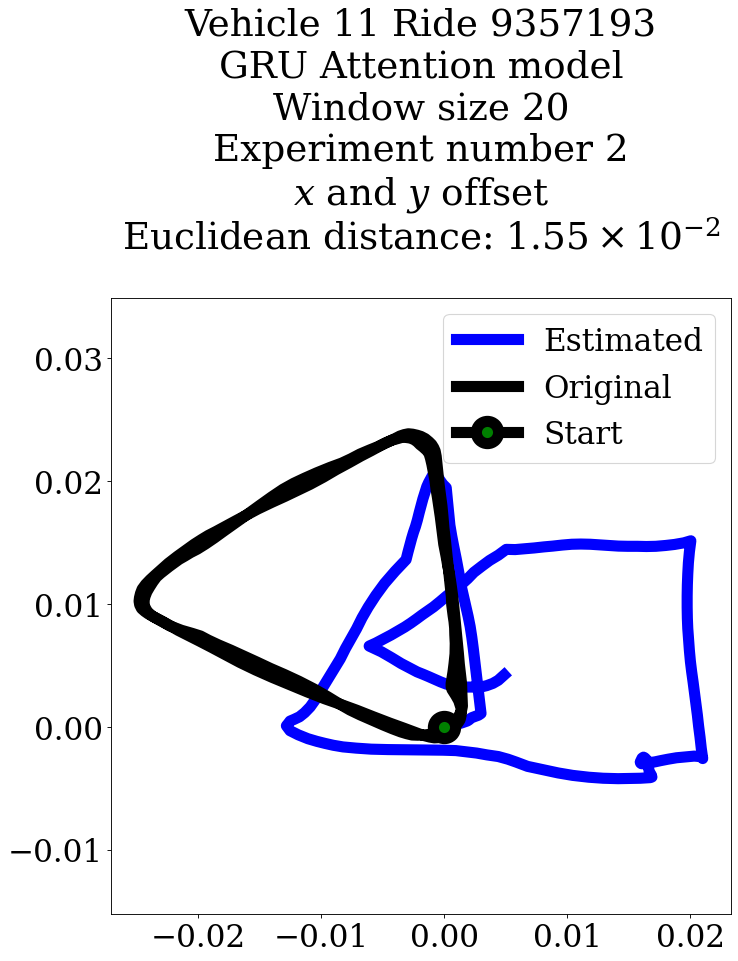 Vehicle 11 Ride 9357193
GRU Attention model
Window size 20
Experiment number 2
x and y offset
Euclidean distance: 1.55 × 10⁻²
Estimated
Original
Start
0.03
0.02
0.01
0.00
−0.01
−0.02
−0.01
0.00
0.01
0.02